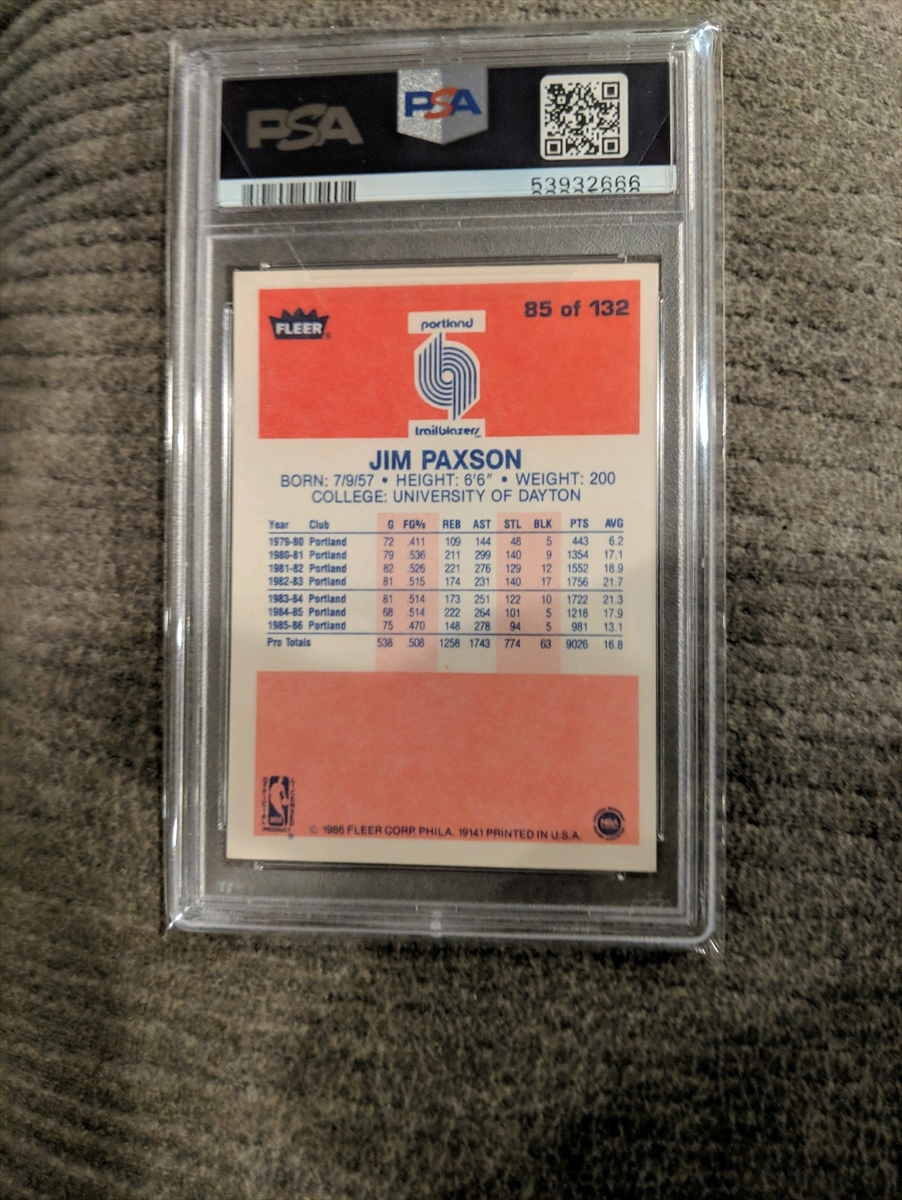 PSA PSA
53932666
FLEER®
85 of 132
portland
trailblazers
JIM PAXSON
BORN: 7/9/57 • HEIGHT: 6'6" • WEIGHT: 200
COLLEGE: UNIVERSITY OF DAYTON
Year Club G FG% REB AST STL BLK PTS AVG
1979-80 Portland 72 .411 109 144 48 5 443 6.2
1980-81 Portland 79 .536 211 299 140 9 1354 17.1
1981-82 Portland 82 .526 221 276 129 12 1552 18.9
1982-83 Portland 81 .515 174 231 140 17 1756 21.7
1983-84 Portland 81 .514 173 251 122 10 1722 21.3
1984-85 Portland 68 .514 222 264 101 5 1218 17.9
1985-86 Portland 75 .470 148 278 94 5 981 13.1
Pro Totals 538 .508 1258 1743 774 63 9026 16.8
OFFICIAL LICENSED
PRODUCT ®
© 1986 FLEER CORP. PHILA. 19141 PRINTED IN U.S.A.